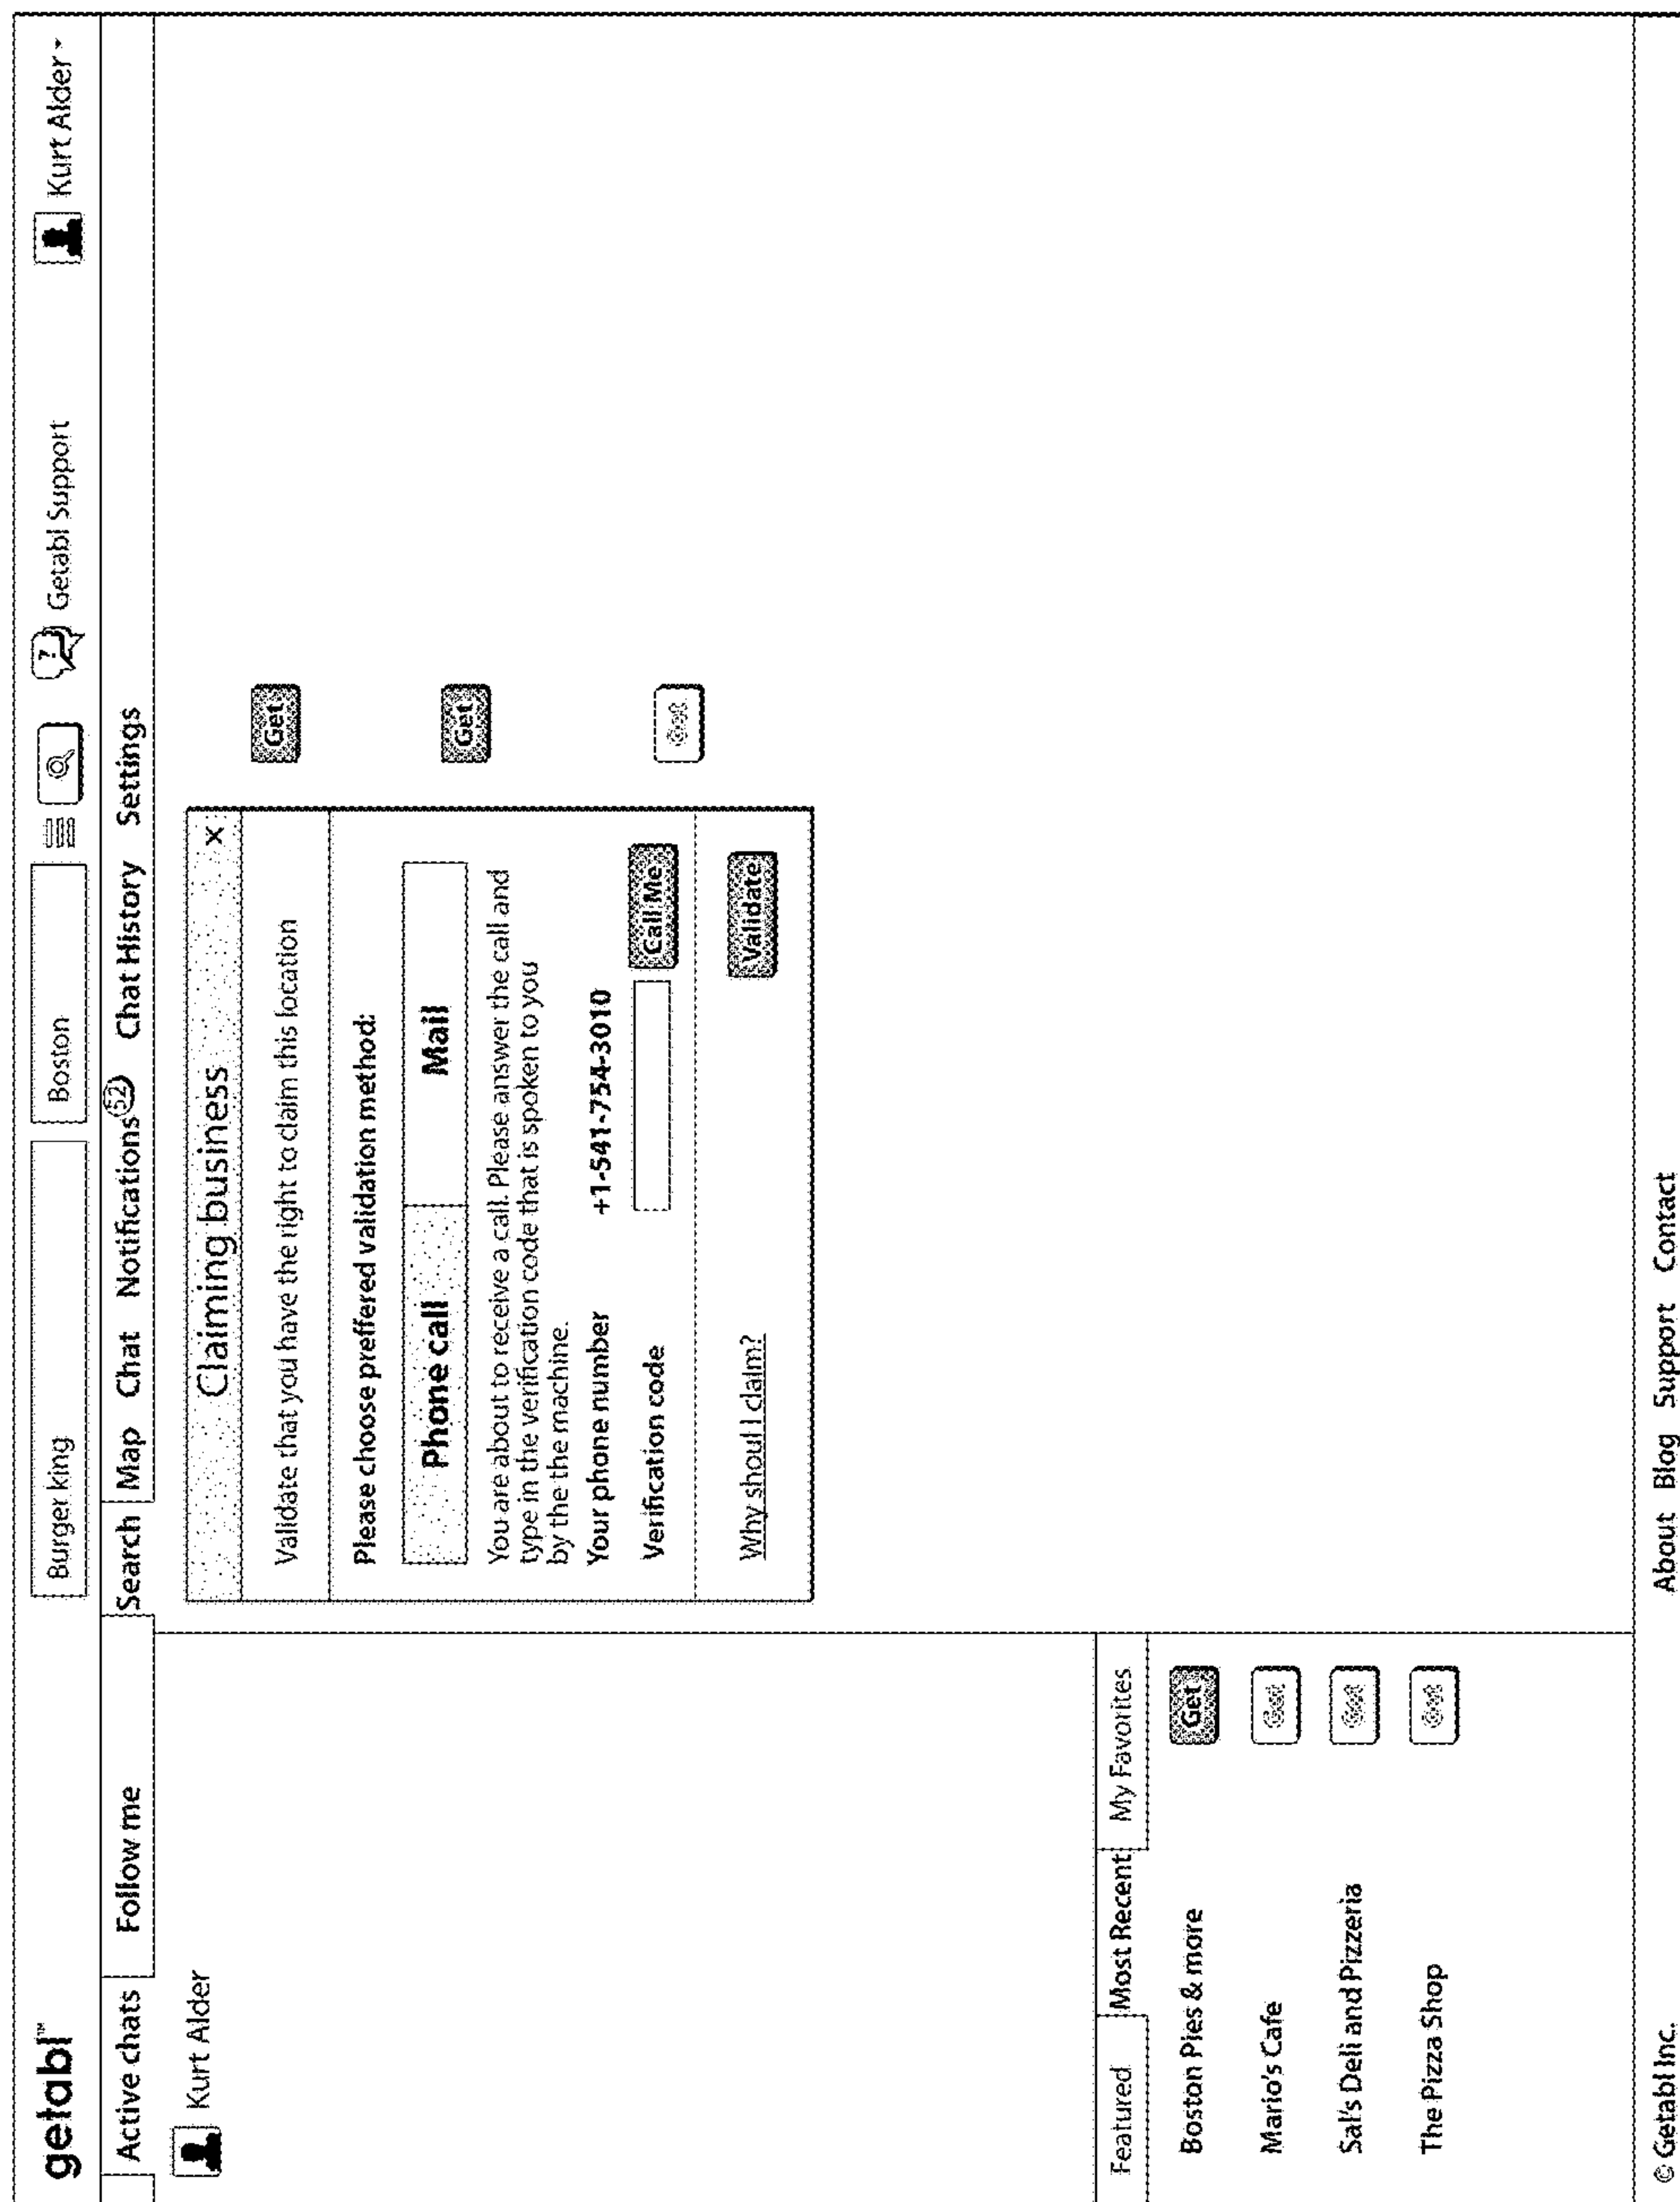 getabl™
Burger king
Boston
?
Getabl Support
Kurt Alder
Active chats
Follow me
Search
Map
Chat
Notifications
52
Chat History
Settings
Kurt Alder
Claiming business
X
Validate that you have the right to claim this location
Please choose preffered validation method:
Phone call
Mail
You are about to receive a call. Please answer the call and
type in the verification code that is spoken to you
by the the machine.
Your phone number
+1-541-754-3010
Verification code
Call Me
Why shoul I claim?
Validate
Get
Get
Get
Featured
Most Recent
My Favorites
Boston Pies & more
Get
Mario's Cafe
Get
Sal's Deli and Pizzeria
Get
The Pizza Shop
Get
© Getabl Inc.
About
Blog
Support
Contact